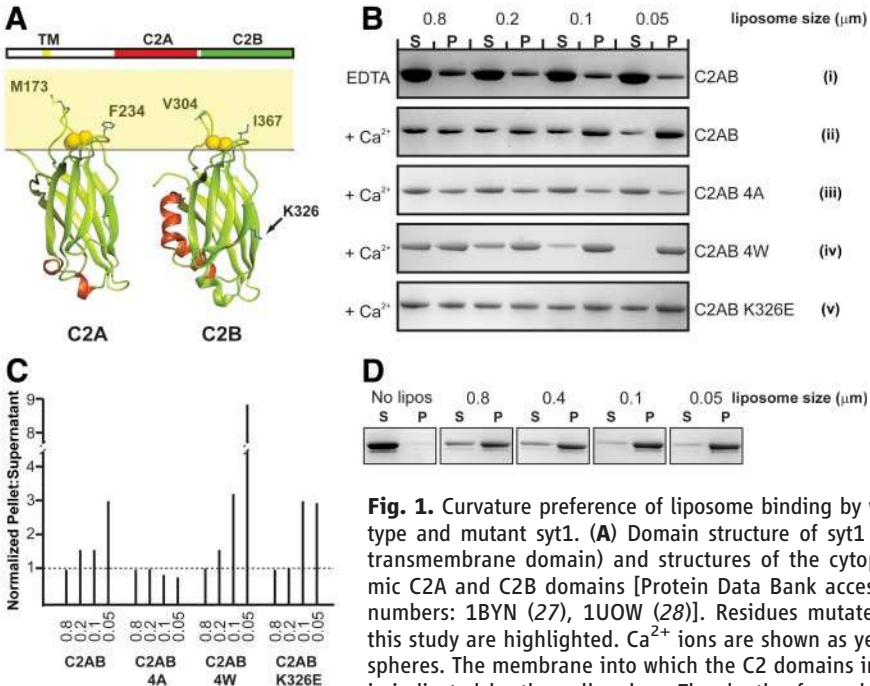 A
TM C2A C2B
M173
F234
V304
I367
K326
C2A C2B
B
0.8 0.2 0.1 0.05 liposome size (μm)
S P S P S P S P
EDTA C2AB (i)
+ Ca²⁺ C2AB (ii)
+ Ca²⁺ C2AB 4A (iii)
+ Ca²⁺ C2AB 4W (iv)
+ Ca²⁺ C2AB K326E (v)
C
Normalized Pellet:Supernatant
9
8
4
3
2
1
0.8 0.2 0.1 0.05 0.8 0.2 0.1 0.05 0.8 0.2 0.1 0.05 0.8 0.2 0.1 0.05
C2AB C2AB C2AB C2AB
4A 4W K326E
D
No lipos 0.8 0.4 0.1 0.05 liposome size (μm)
S P S P S P S P S P
Fig. 1. Curvature preference of liposome binding by
type and mutant syt1. (A) Domain structure of syt1
transmembrane domain) and structures of the cytop
mic C2A and C2B domains [Protein Data Bank access
numbers: 1BYN (27), 1UOW (28)]. Residues mutate
this study are highlighted. Ca²⁺ ions are shown as ye
spheres. The membrane into which the C2 domains in